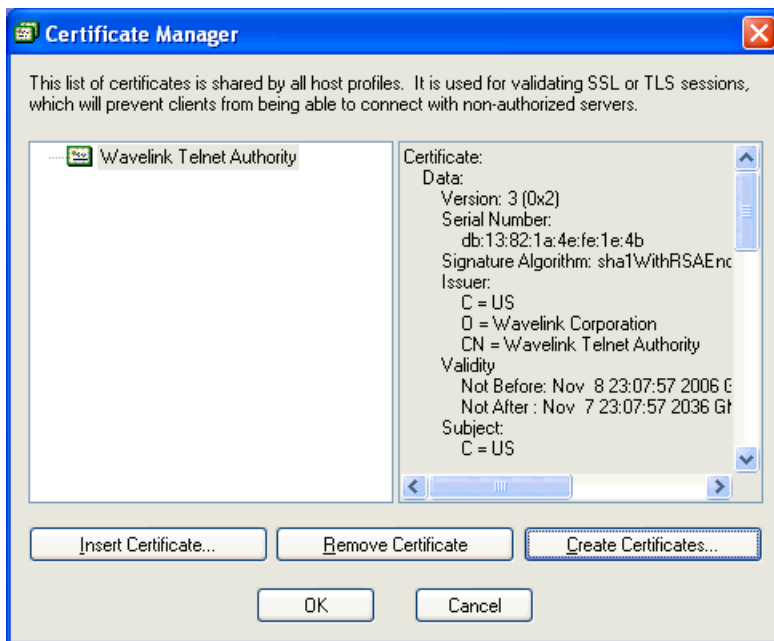 Certificate Manager
This list of certificates is shared by all host profiles.  It is used for validating SSL or TLS sessions,
which will prevent clients from being able to connect with non-authorized servers.
Wavelink Telnet Authority
Certificate:
Data:
Version: 3 (0x2)
Serial Number:
db:13:82:1a:4e:fe:1e:4b
Signature Algorithm: sha1WithRSAEnc
Issuer:
C = US
O = Wavelink Corporation
CN = Wavelink Telnet Authority
Validity
Not Before: Nov  8 23:07:57 2006 G
Not After : Nov  7 23:07:57 2036 GM
Subject:
C = US
Insert Certificate...
Remove Certificate
Create Certificates...
OK
Cancel